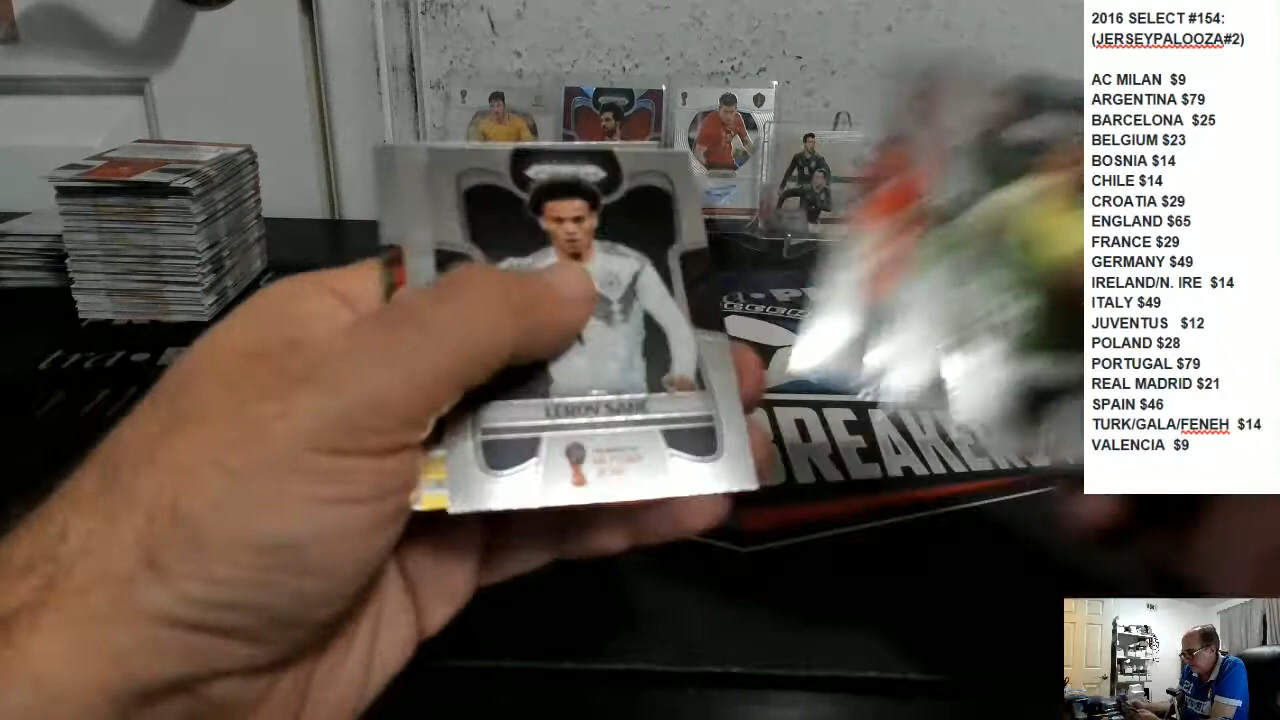 2016 SELECT #154:
(JERSEYPALOOZA#2)
AC MILAN $9
ARGENTINA $79
BARCELONA $25
BELGIUM $23
BOSNIA $14
CHILE $14
CROATIA $29
ENGLAND $65
FRANCE $29
GERMANY $49
IRELAND/N. IRE $14
ITALY $49
JUVENTUS $12
POLAND $28
PORTUGAL $79
REAL MADRID $21
SPAIN $46
TURK/GALA/FENEH $14
VALENCIA $9
LEROY SANE
BREAKE